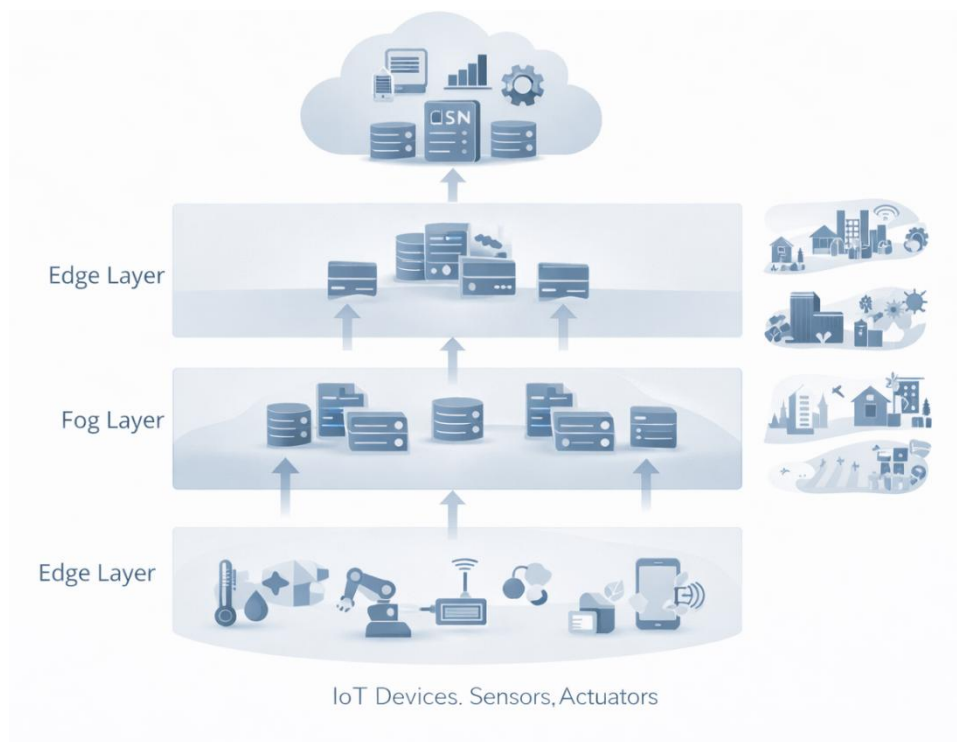 SN
Edge Layer
Fog Layer
Edge Layer
IoT Devices. Sensors, Actuators